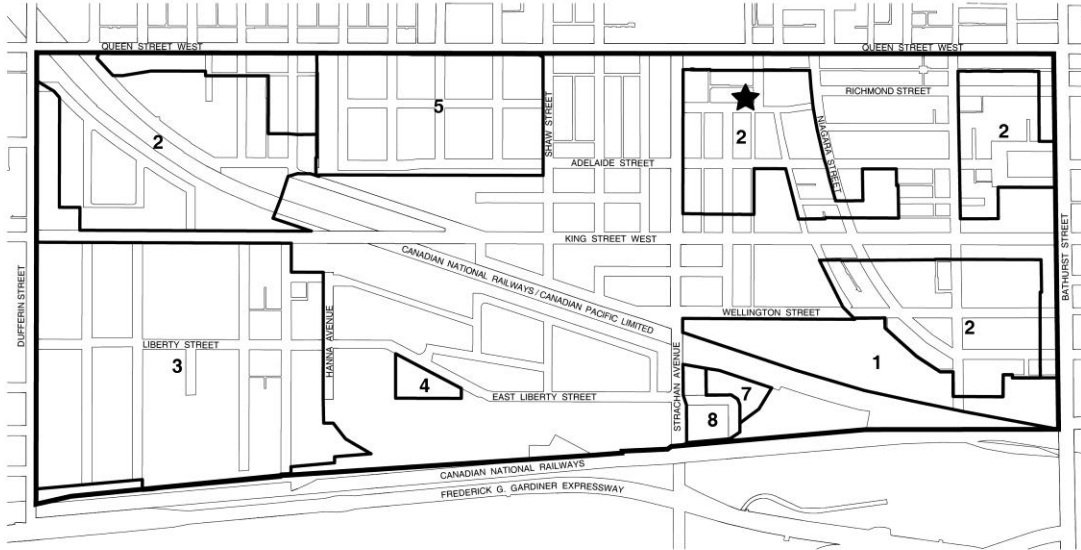 QUEEN STREET WEST
QUEEN STREET WEST
RICHMOND STREET
5
2
2
2
SHAW STREET
NIAGARA STREET
ADELAIDE STREET
KING STREET WEST
BATHURST STREET
DUFFERIN STREET
CANADIAN NATIONAL RAILWAYS / CANADIAN PACIFIC LIMITED
WELLINGTON STREET
HANNA AVENUE
LIBERTY STREET
2
3
1
4
STRACHAN AVENUE
7
EAST LIBERTY STREET
8
CANADIAN NATIONAL RAILWAYS
FREDERICK G. GARDINER EXPRESSWAY